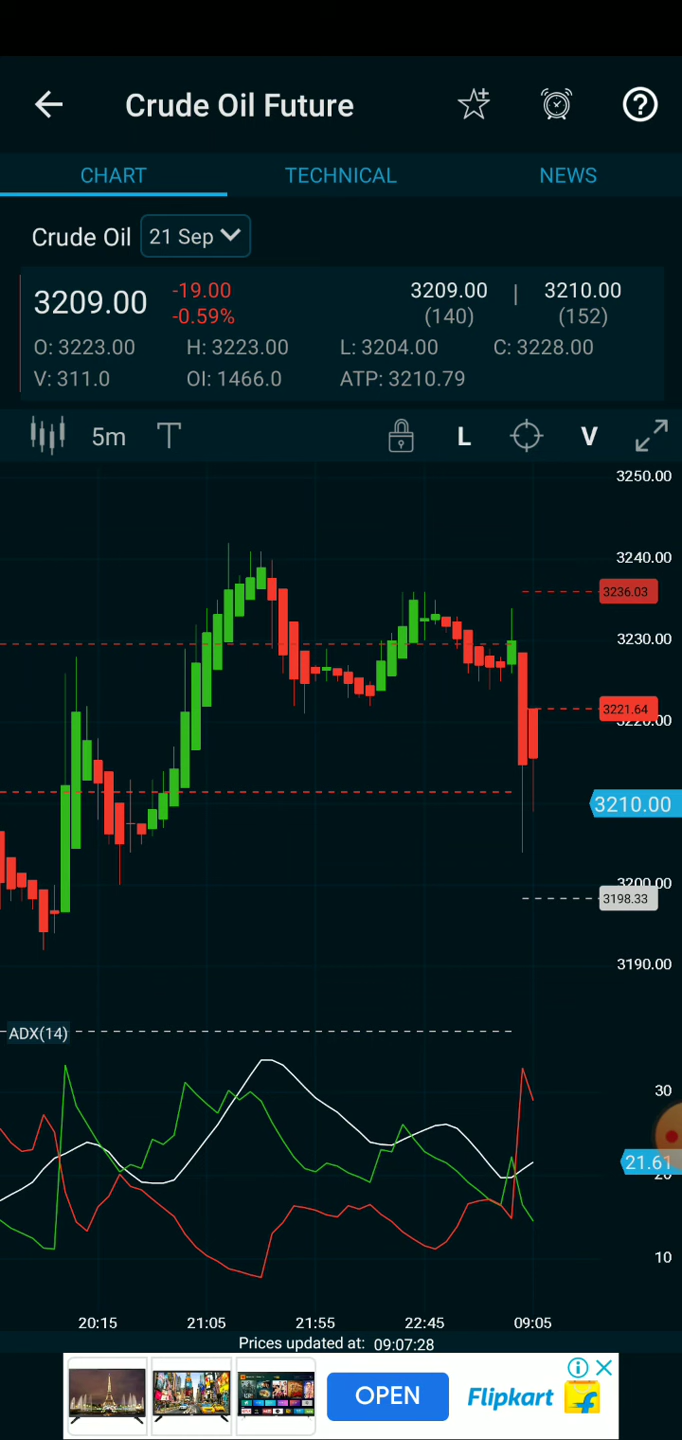 Crude Oil Future
CHART TECHNICAL NEWS
Crude Oil 21 Sep
3209.00 -19.00 3209.00 | 3210.00
-0.59% (140) (152)
O: 3223.00 H: 3223.00 L: 3204.00 C: 3228.00
V: 311.0 OI: 1466.0 ATP: 3210.79
5m T L V
3250.00
3240.00
3236.03
3230.00
3221.64
3220.00
3210.00
3200.00
3198.33
3190.00
ADX(14)
30
21.61
20
10
20:15 21:05 21:55 22:45 09:05
Prices updated at: 09:07:28
OPEN Flipkart